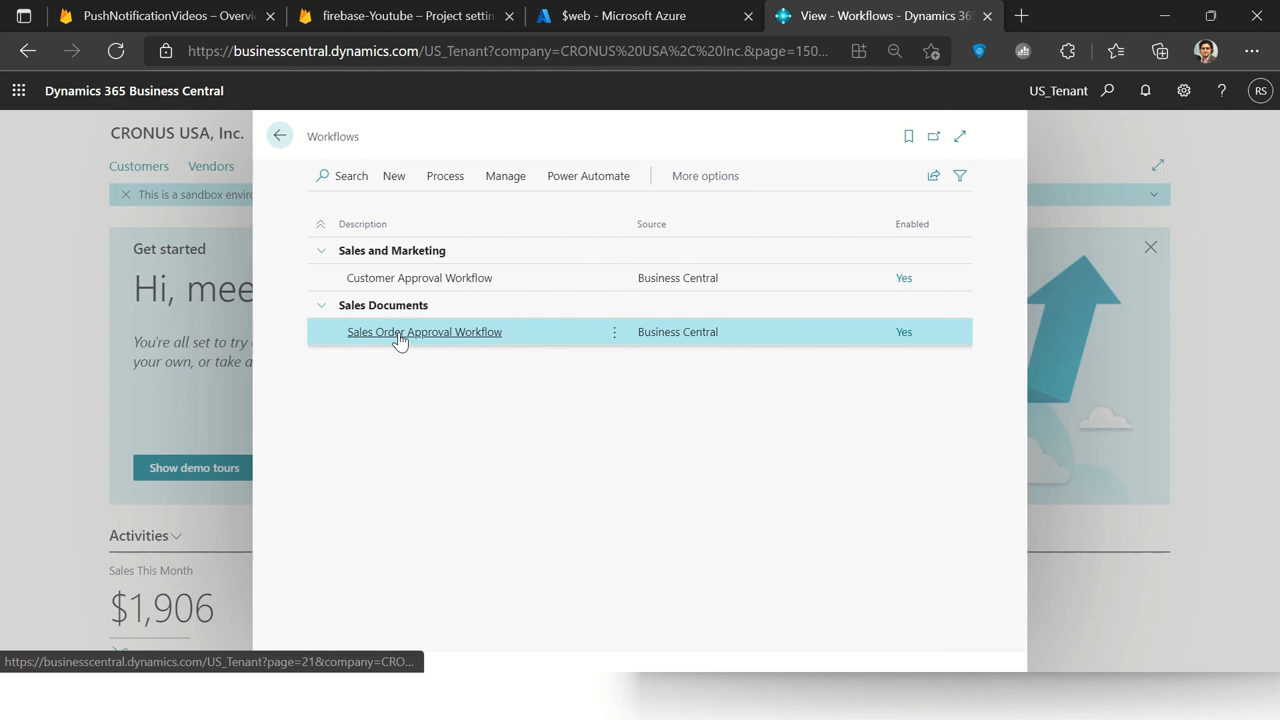 PushNotificationVideos – Overvi
firebase-Youtube – Project settin
$web - Microsoft Azure
View - Workflows - Dynamics 36
https://businesscentral.dynamics.com/US_Tenant?company=CRONUS%20USA%2C%20Inc.&page=150...
Dynamics 365 Business Central
US_Tenant
?
RS
CRONUS USA, Inc.
Customers Vendors
This is a sandbox enviro
Get started
Hi, mee
You're all set to try
your own, or take a
Show demo tours
Activities
Sales This Month
$1,906
Workflows
Search New Process Manage Power Automate More options
Description Source Enabled
Sales and Marketing
Customer Approval Workflow Business Central Yes
Sales Documents
Sales Order Approval Workflow Business Central Yes
https://businesscentral.dynamics.com/US_Tenant?page=21&company=CRO...